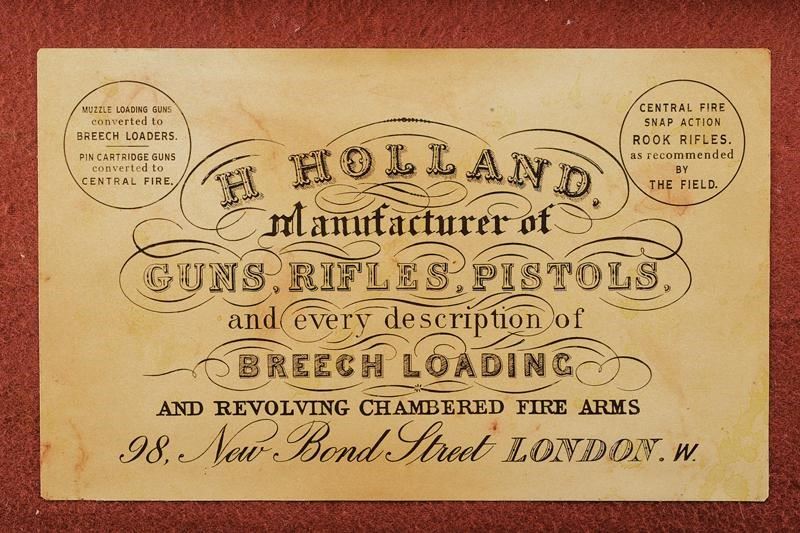 MUZZLE LOADING GUNS
converted to
BREECH LOADERS.
PIN CARTRIDGE GUNS
converted to
CENTRAL FIRE.
CENTRAL FIRE
SNAP ACTION
ROOK RIFLES.
as recommended
BY
THE FIELD.
H HOLLAND.
Manufacturer of
GUNS, RIFLES, PISTOLS,
and every description of
BREECH LOADING
AND REVOLVING CHAMBERED FIRE ARMS
98, New Bond Street LONDON. W.